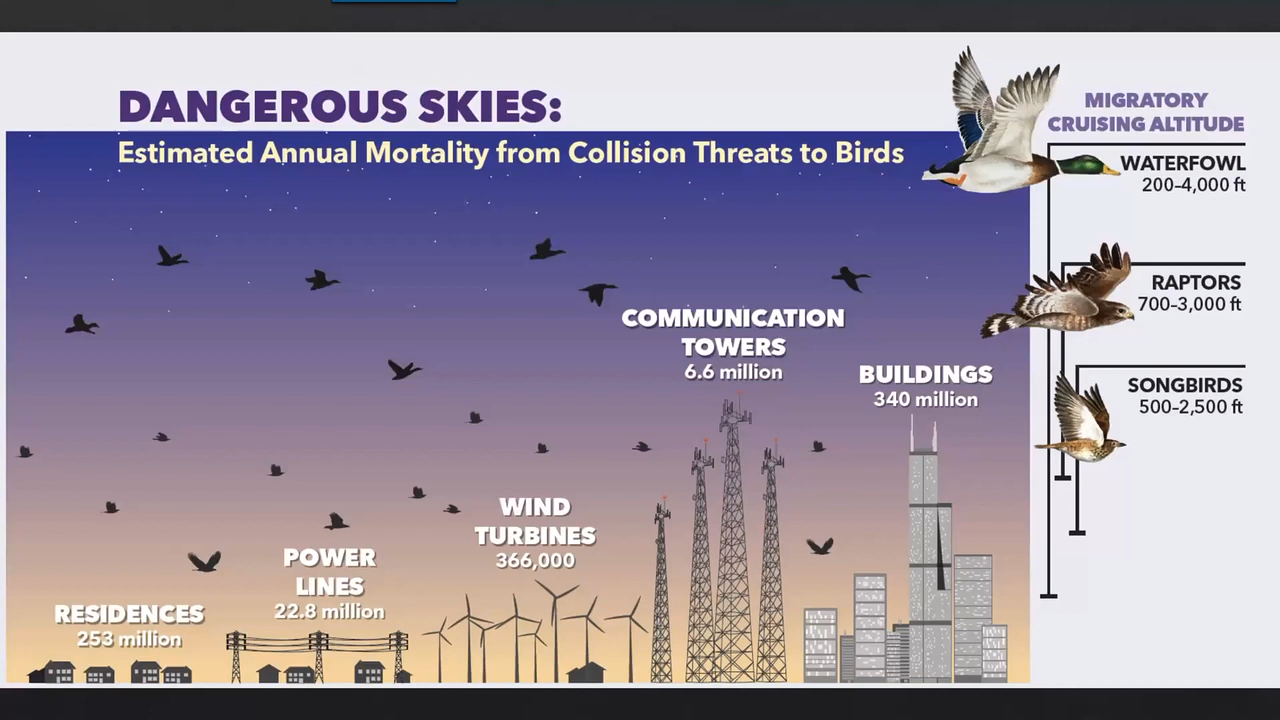 DANGEROUS SKIES:
Estimated Annual Mortality from Collision Threats to Birds
MIGRATORY
CRUISING ALTITUDE
WATERFOWL
200–4,000 ft
RAPTORS
700–3,000 ft
SONGBIRDS
500–2,500 ft
COMMUNICATION
TOWERS
6.6 million
BUILDINGS
340 million
WIND
TURBINES
366,000
POWER
LINES
22.8 million
RESIDENCES
253 million